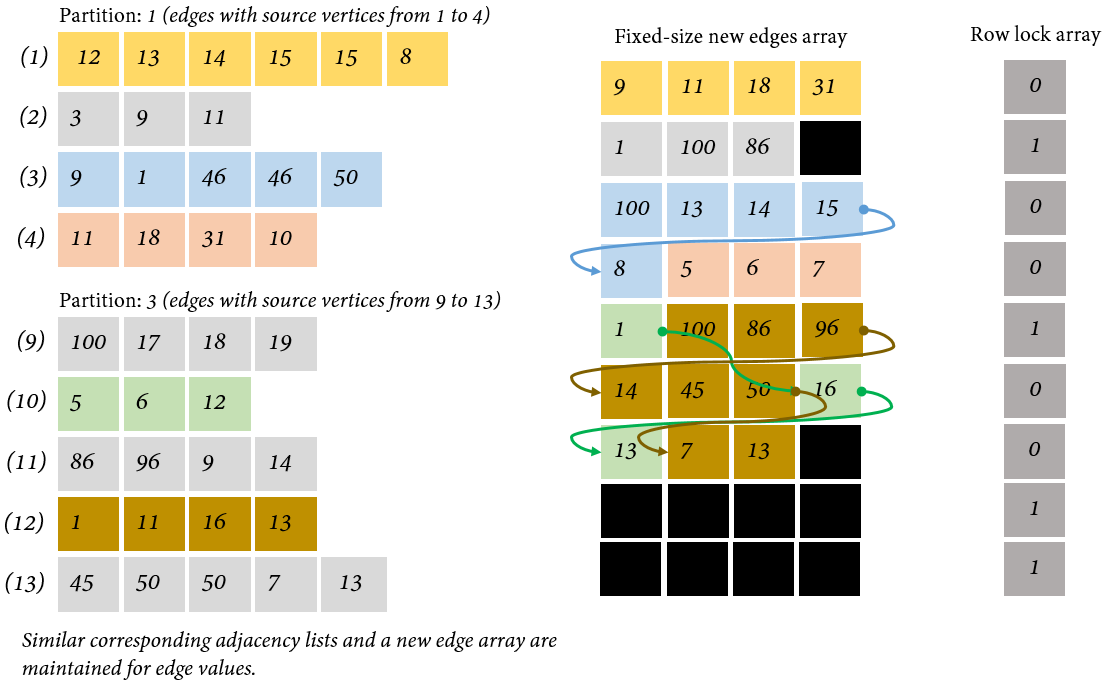 Partition: 1 (edges with source vertices from 1 to 4)
(1) 12 13 14 15 15 8
(2) 3 9 11
(3) 9 1 46 46 50
(4) 11 18 31 10
Partition: 3 (edges with source vertices from 9 to 13)
(9) 100 17 18 19
(10) 5 6 12
(11) 86 96 9 14
(12) 1 11 16 13
(13) 45 50 50 7 13
Similar corresponding adjacency lists and a new edge array are
maintained for edge values.
Fixed-size new edges array
9 11 18 31
1 100 86
100 13 14 15
8 5 6 7
1 100 86 96
14 45 50 16
13 7 13
Row lock array
0
1
0
0
1
0
0
1
1